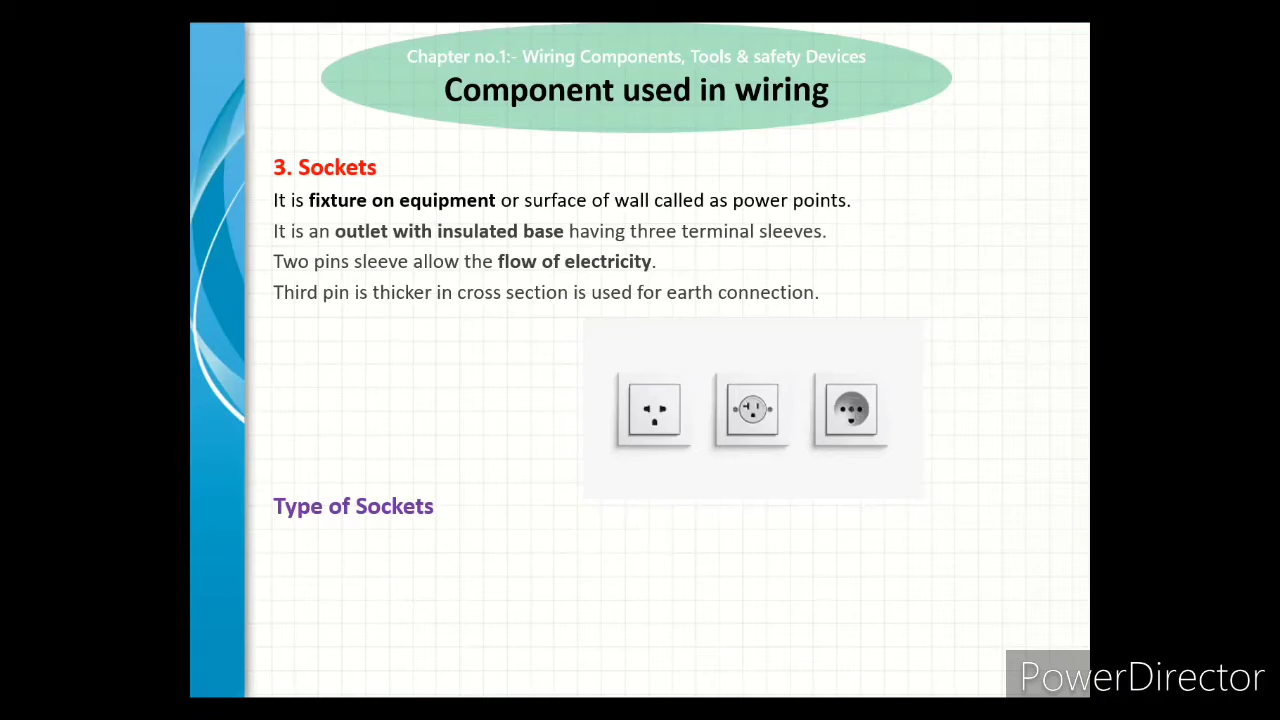 Chapter no.1:- Wiring Components, Tools & safety Devices
Component used in wiring
3. Sockets
It is fixture on equipment or surface of wall called as power points.
It is an outlet with insulated base having three terminal sleeves.
Two pins sleeve allow the flow of electricity.
Third pin is thicker in cross section is used for earth connection.
Type of Sockets
PowerDirector